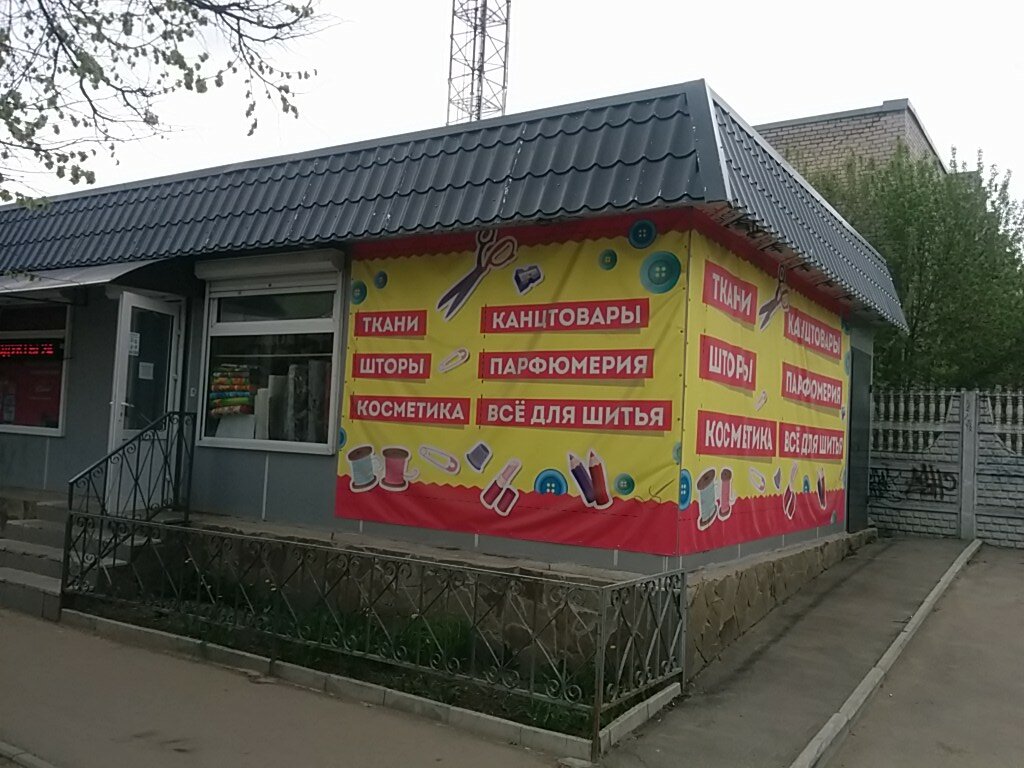 ТКАНИ
КАНЦТОВАРЫ
ШТОРЫ
ПАРФЮМЕРИЯ
КОСМЕТИКА
ВСЁ ДЛЯ ШИТЬЯ
ТКАНИ
КАНЦТОВАРЫ
ШТОРЫ
ПАРФЮМЕРИЯ
КОСМЕТИКА
ВСЁ ДЛЯ ШИТЬЯ